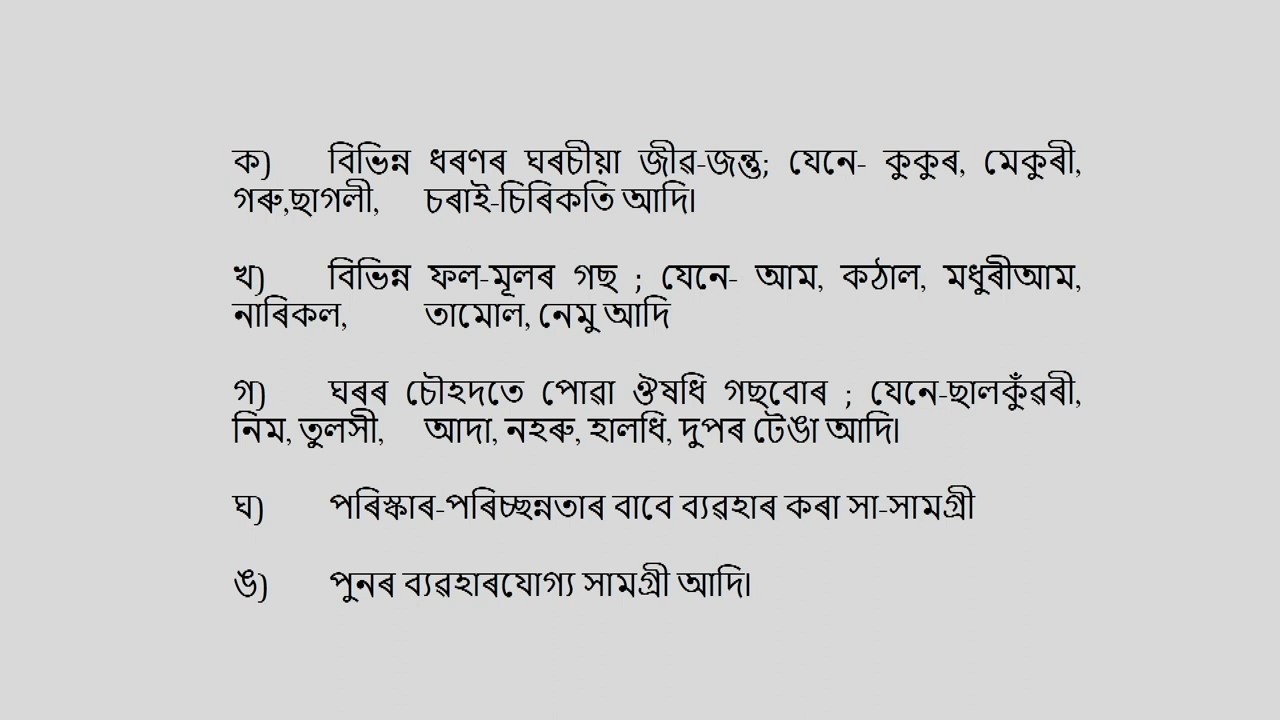 ক) বিভিন্ন ধৰণৰ ঘৰচীয়া জীৱ-জন্তু; যেনে- কুকুৰ, মেকুৰী,
গৰু,ছাগলী, চৰাই-চিৰিকতি আদি।
খ) বিভিন্ন ফল-মূলৰ গছ ; যেনে- আম, কঠাল, মধুৰীআম,
নাৰিকল, তামোল, নেমু আদি
গ) ঘৰৰ চৌহদতে পোৱা ঔষধি গছবোৰ ; যেনে-ছালকুঁৱৰী,
নিম, তুলসী, আদা, নহৰু, হালধি, দুপৰ টেঙা আদি।
ঘ) পৰিস্কাৰ-পৰিচ্ছন্নতাৰ বাবে ব্যৱহাৰ কৰা সা-সামগ্ৰী
ঙ) পুনৰ ব্যৱহাৰযোগ্য সামগ্ৰী আদি।